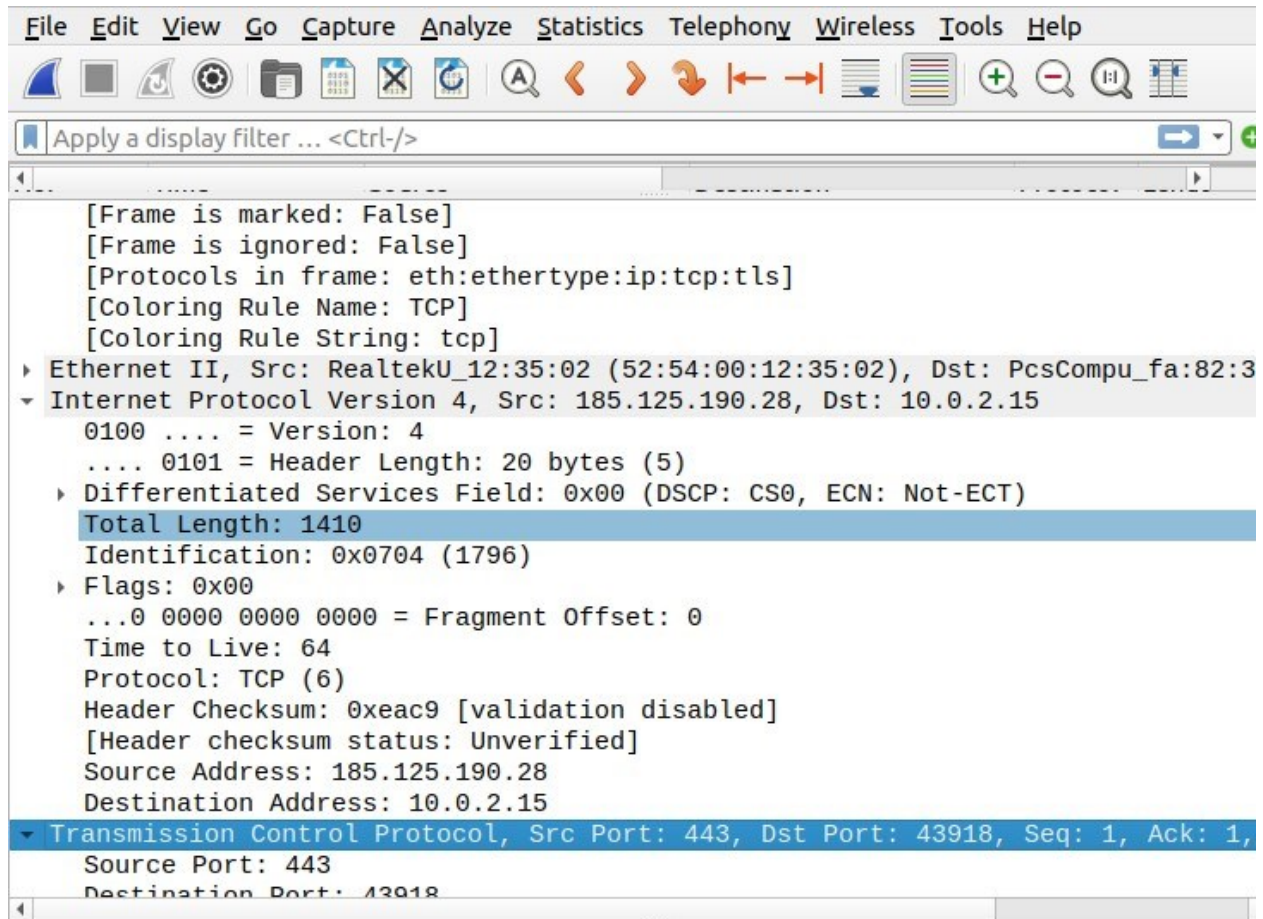 File Edit View Go Capture Analyze Statistics Telephony Wireless Tools Help
Apply a display filter … <Ctrl-/>
[Frame is marked: False]
[Frame is ignored: False]
[Protocols in frame: eth:ethertype:ip:tcp:tls]
[Coloring Rule Name: TCP]
[Coloring Rule String: tcp]
Ethernet II, Src: RealtekU_12:35:02 (52:54:00:12:35:02), Dst: PcsCompu_fa:82:3
Internet Protocol Version 4, Src: 185.125.190.28, Dst: 10.0.2.15
0100 .... = Version: 4
.... 0101 = Header Length: 20 bytes (5)
Differentiated Services Field: 0x00 (DSCP: CS0, ECN: Not-ECT)
Total Length: 1410
Identification: 0x0704 (1796)
Flags: 0x00
...0 0000 0000 0000 = Fragment Offset: 0
Time to Live: 64
Protocol: TCP (6)
Header Checksum: 0xeac9 [validation disabled]
[Header checksum status: Unverified]
Source Address: 185.125.190.28
Destination Address: 10.0.2.15
Transmission Control Protocol, Src Port: 443, Dst Port: 43918, Seq: 1, Ack: 1,
Source Port: 443
Destination Port: 43918